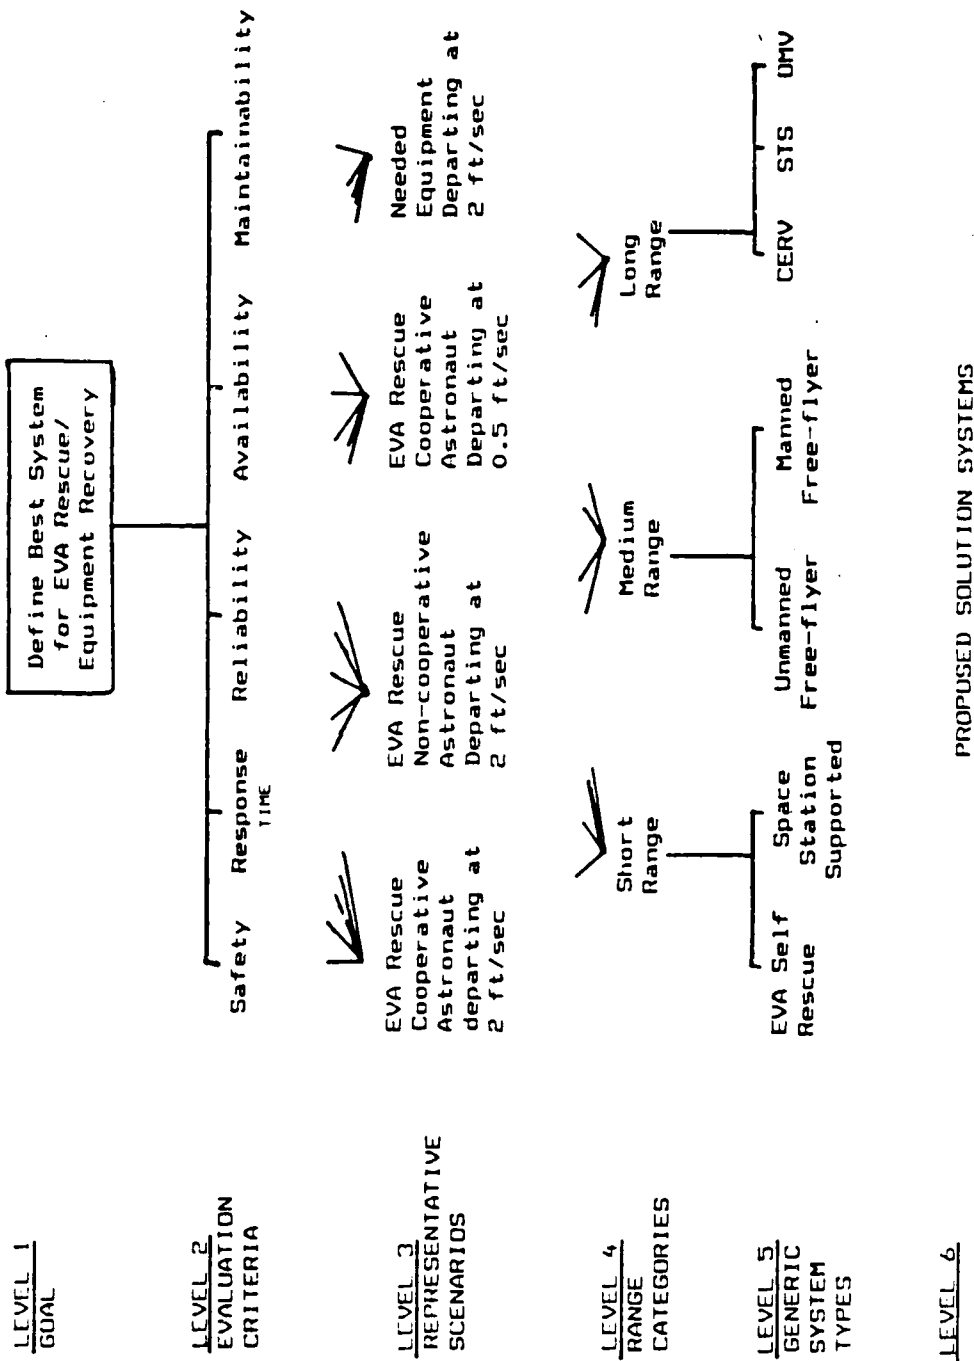 LEVEL 1
GOAL
Define Best System
for EVA Rescue/
Equipment Recovery
LEVEL 2
EVALUATION
CRITERIA
Safety
Response
TIME
Reliability
Availability
Maintainability
LEVEL 3
REPRESENTATIVE
SCENARIOS
EVA Rescue
Cooperative
Astronaut
departing at
2 ft/sec
EVA Rescue
Non-cooperative
Astronaut
Departing at
2 ft/sec
EVA Rescue
Cooperative
Astronaut
Departing at
0.5 ft/sec
Needed
Equipment
Departing at
2 ft/sec
LEVEL 4
RANGE
CATEGORIES
Short
Range
Medium
Range
Long
Range
LEVEL 5
GENERIC
SYSTEM
TYPES
EVA Self
Rescue
Space
Station
Supported
Unmanned
Free-flyer
Manned
Free-flyer
CERV
STS
OMV
LEVEL 6
PROPOSED SOLUTION SYSTEMS